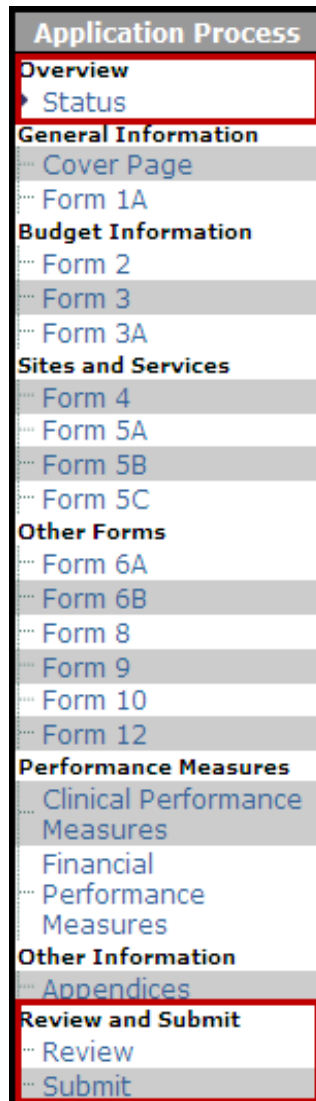 Application Process
Overview
Status
General Information
Cover Page
Form 1A
Budget Information
Form 2
Form 3
Form 3A
Sites and Services
Form 4
Form 5A
Form 5B
Form 5C
Other Forms
Form 6A
Form 6B
Form 8
Form 9
Form 10
Form 12
Performance Measures
Clinical Performance
Measures
Financial
Performance
Measures
Other Information
Appendices
Review and Submit
Review
Submit